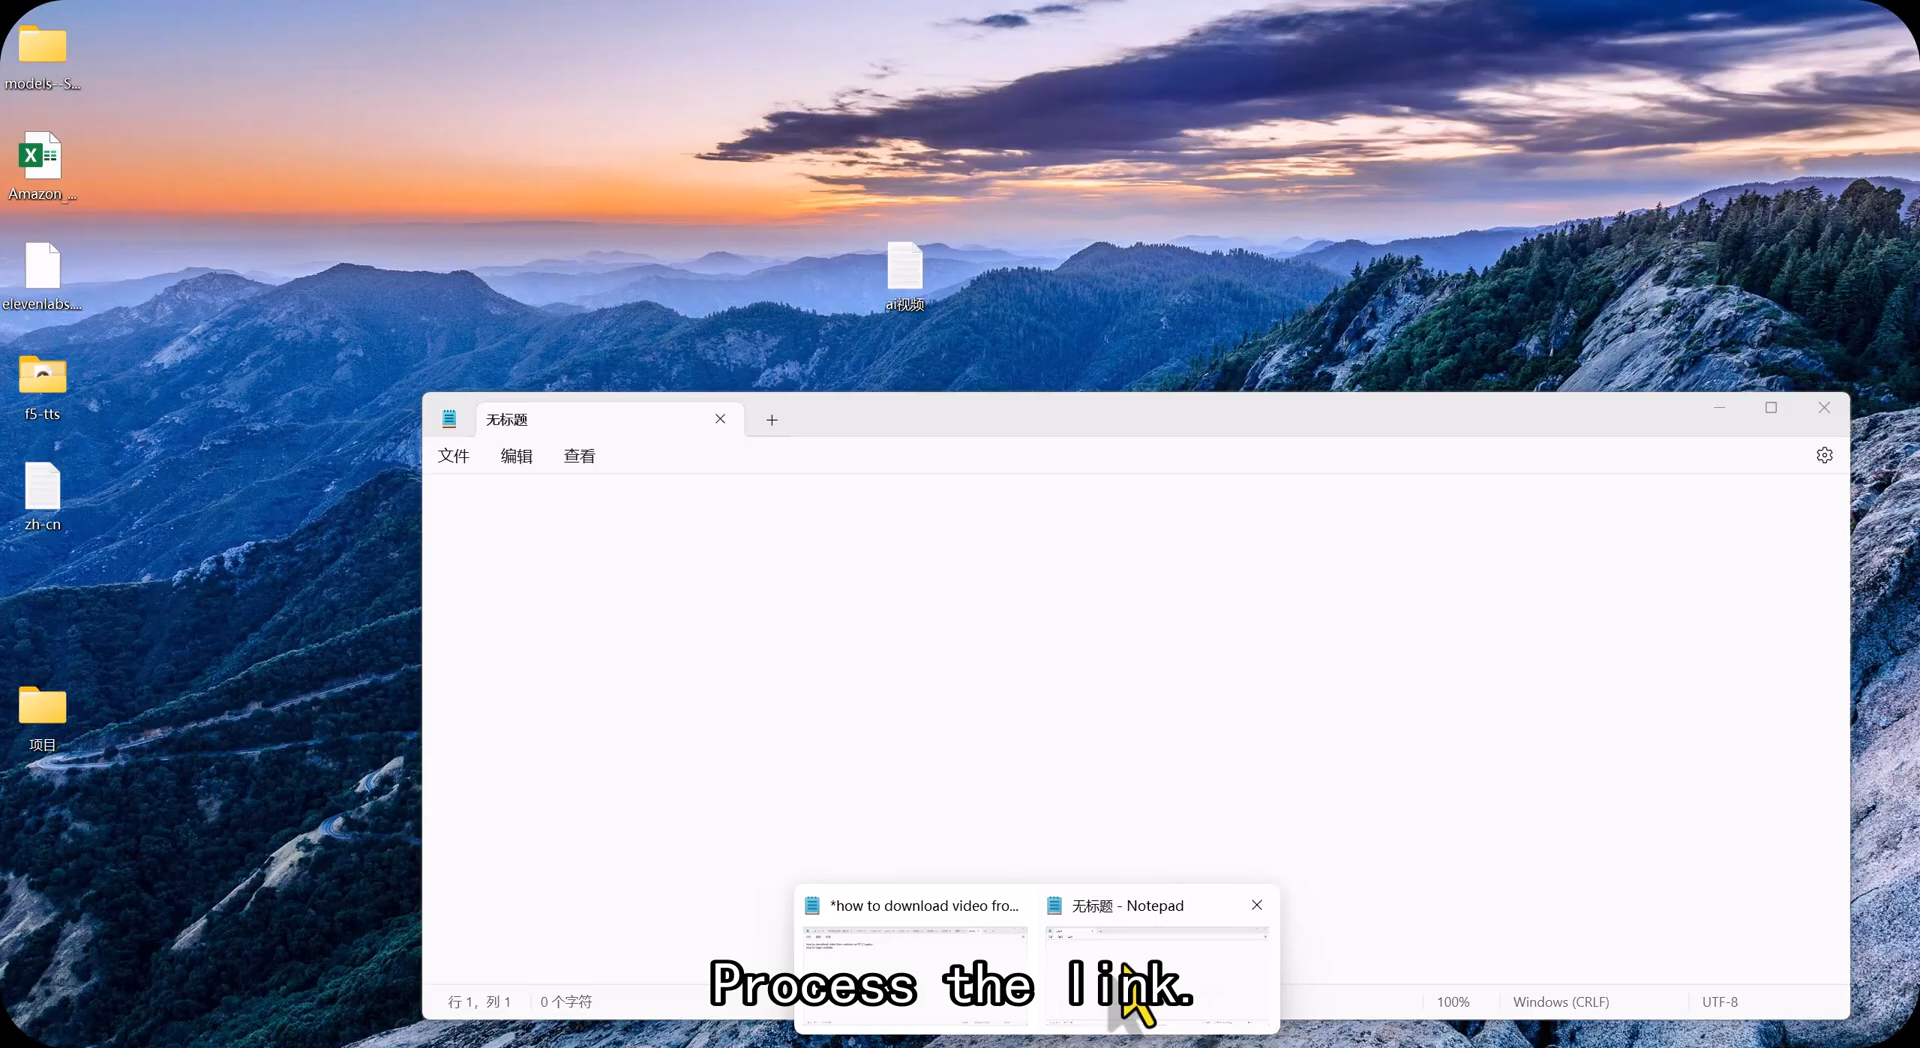 models--S...
Amazon_...
elevenlabs....
f5-tts
zh-cn
项目
ai视频
无标题
文件 编辑 查看
*how to download video fro...
无标题 - Notepad
Process the link.
行 1，列 1
0 个字符
100%
Windows (CRLF)
UTF-8